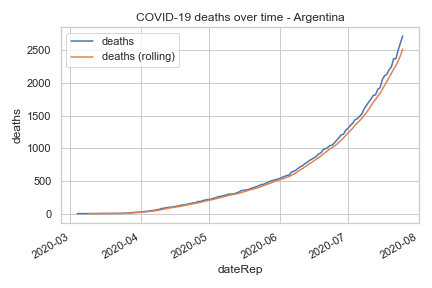 COVID-19 deaths over time - Argentina
deaths
deaths (rolling)
2500
2000
1500
1000
500
0
deaths
2020-03
2020-04
2020-05
2020-06
2020-07
2020-08
dateRep